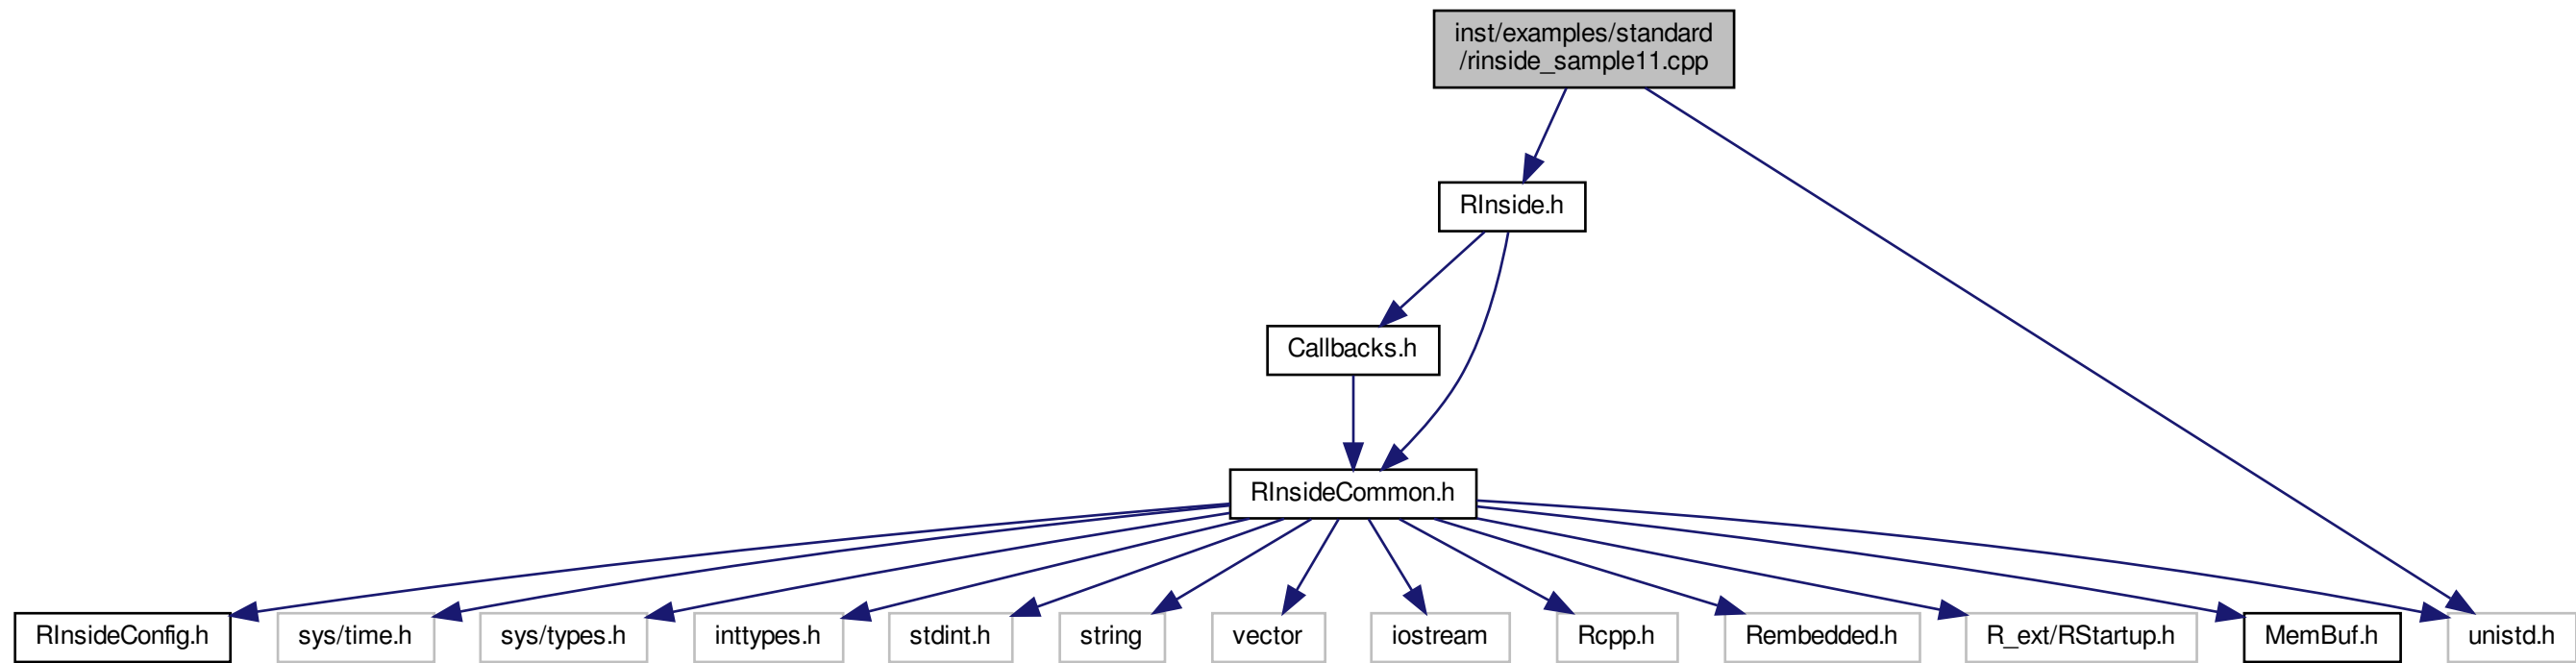 inst/examples/standard
/rinside_sample11.cpp
RInside.h
Callbacks.h
RInsideCommon.h
RInsideConfig.h
sys/time.h
sys/types.h
inttypes.h
stdint.h
string
vector
iostream
Rcpp.h
Rembedded.h
R_ext/RStartup.h
MemBuf.h
unistd.h